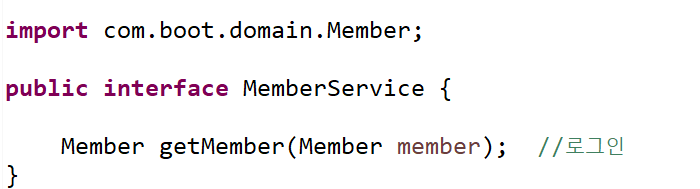 import com.boot.domain.Member;
public interface MemberService {
Member getMember(Member member);  //로그인
}